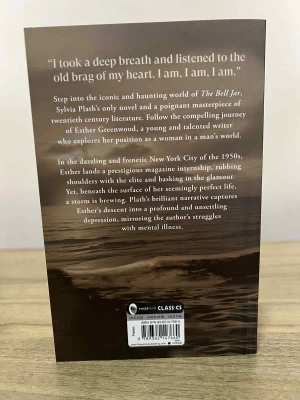 “I took a deep breath and listened to the
old brag of my heart. I am, I am, I am.”
Step into the iconic and haunting world of The Bell Jar,
Sylvia Plath’s only novel and a poignant masterpiece of
twentieth century literature. Follow the compelling journey
of Esther Greenwood, a young and talented writer
who explores her position as a woman in a man’s world.
In the dazzling and frenetic New York City of the 1950s,
Esther lands a prestigious magazine internship, rubbing
shoulders with the elite and basking in the glamour.
Yet, beneath the surface of her seemingly perfect life,
a storm is brewing. Plath’s brilliant narrative captures
Esther’s descent into a profound and unsettling
depression, mirroring the author’s struggles
with mental illness.
CLASSICS